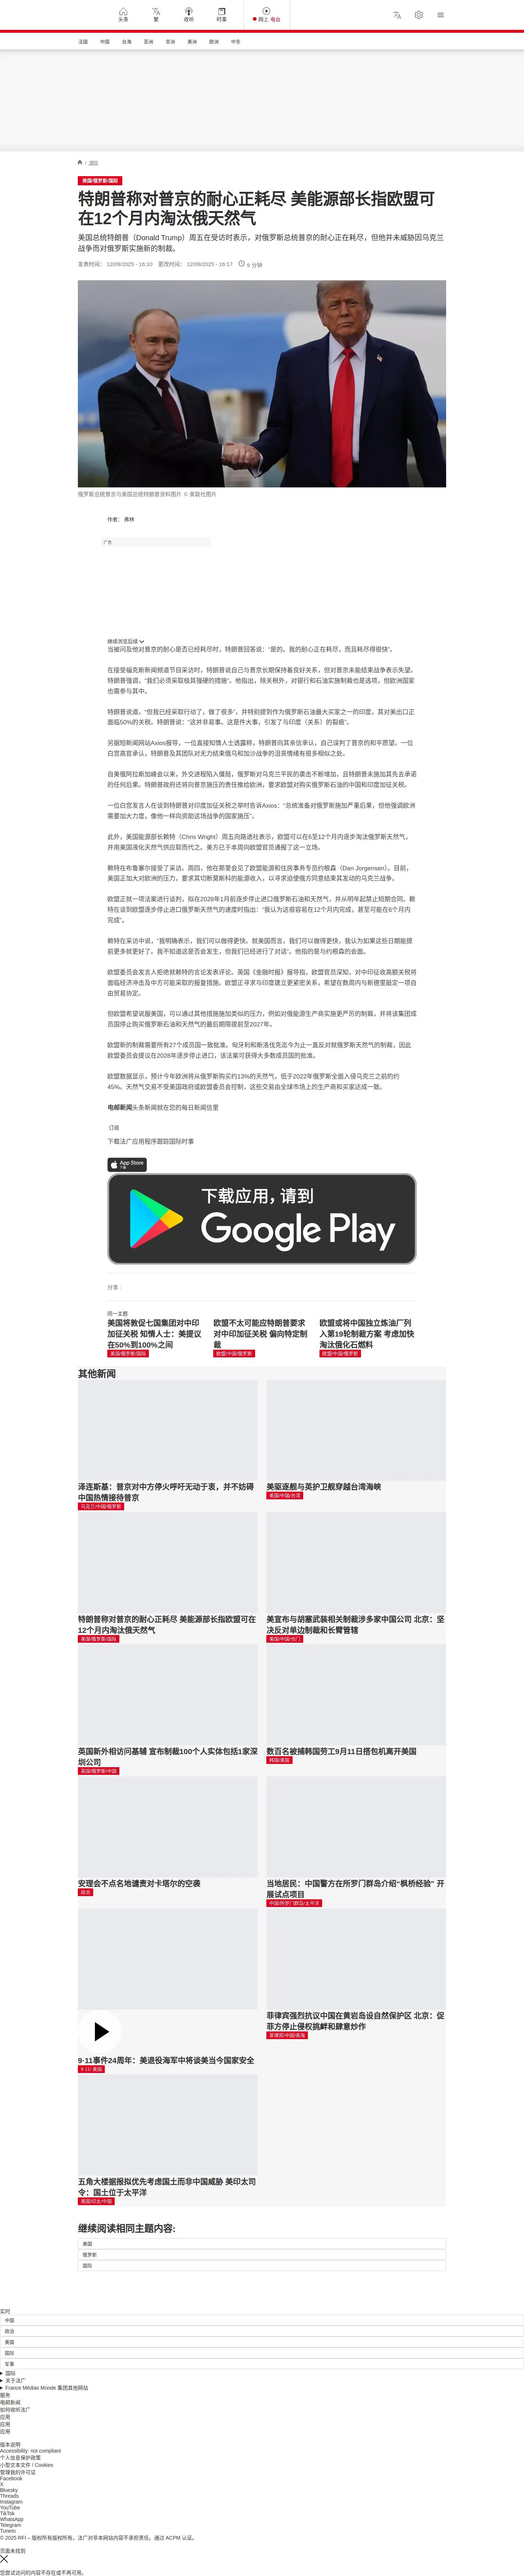 头条
繁
收听
时事
网上 电台
法国
中国
台海
亚洲
非洲
美洲
欧洲
中东
/ 国际
美国/俄罗斯/国际
特朗普称对普京的耐心正耗尽 美能源部长指欧盟可
在12个月内淘汰俄天然气
美国总统特朗普（Donald Trump）周五在受访时表示，对俄罗斯总统普京的耐心正在耗尽，但他并未威胁因乌克兰
战争而对俄罗斯实施新的制裁。
发表时间： 12/09/2025 - 16:10 更改时间： 12/09/2025 - 16:17 9 分钟
俄罗斯总统普京与美国总统特朗普资料图片 © 美联社图片
作者： 弗林
广告
继续浏览后续
当被问及他对普京的耐心是否已经耗尽时，特朗普回答说：“是的。我的耐心正在耗尽，而且耗尽得很快”。
在接受福克斯新闻频道节目采访时，特朗普说自己与普京长期保持着良好关系，但对普京未能结束战争表示失望。
特朗普强调，“我们必须采取极其强硬的措施”。他指出，除关税外，对银行和石油实施制裁也是选项，但欧洲国家
也需参与其中。
特朗普说道，“但我已经采取行动了。做了很多”，并特别提到作为俄罗斯石油最大买家之一的印度，其对美出口正
面临50%的关税。特朗普说：“这并非易事。这是件大事，引发了与印度（关系）的裂痕”。
另据短新闻网站Axios报导，一位直接知情人士透露称，特朗普向其亲信承认，自己误判了普京的和平愿望。一位
白宫高官承认，特朗普及其团队对无力结束俄乌和加沙战争的沮丧情绪有很多相似之处。
自美俄阿拉斯加峰会以来，外交进程陷入僵局，俄罗斯对乌克兰平民的袭击不断增加，且特朗普未施加其先去承诺
的任何后果。特朗普政府还将向普京施压的责任推给欧洲，要求欧盟对购买俄罗斯石油的中国和印度加征关税。
一位白宫发言人在谈到特朗普对印度加征关税之举时告诉Axios：“总统准备对俄罗斯施加严重后果，但他强调欧洲
需要加大力度，像他一样向资助这场战争的国家施压”。
此外，美国能源部长赖特（Chris Wright）周五向路透社表示，欧盟可以在6至12个月内逐步淘汰俄罗斯天然气，
并用美国液化天然气供应取而代之。美方已于本周向欧盟官员通报了这一立场。
赖特在布鲁塞尔接受了采访。周四，他在那里会见了欧盟能源和住房事务专员约根森（Dan Jorgensen）。目前，
美国正加大对欧洲的压力，要求其切断莫斯科的能源收入，以寻求迫使俄方同意结束其发动的乌克兰战争。
欧盟正就一项法案进行谈判，拟在2028年1月前逐步停止进口俄罗斯石油和天然气，并从明年起禁止短期合同。赖
特在谈到欧盟逐步停止进口俄罗斯天然气的速度时指出：“我认为这很容易在12个月内完成，甚至可能在6个月内
完成”。
赖特在采访中说，“我明确表示，我们可以做得更快。就美国而言，我们可以做得更快，我认为如果这些日期能提
前更多就更好了。我不知道这是否会发生，但我们已经进行了对话”。他指的是与约根森的会面。
欧盟委员会发言人拒绝就赖特的言论发表评论。英国《金融时报》报导指，欧盟官员深知，对中印征收高额关税将
面临经济冲击及中方可能采取的报复措施。欧盟正寻求与印度建立更紧密关系，希望在数周内与新德里敲定一项自
由贸易协定。
但欧盟希望说服美国，可以通过其他措施施加类似的压力，例如对俄能源生产商实施更严厉的制裁，并将该集团成
员国停止购买俄罗斯石油和天然气的最后期限提前至2027年。
欧盟新的制裁需要所有27个成员国一致批准。匈牙利和斯洛伐克迄今为止一直反对就俄罗斯天然气的制裁，因此
欧盟委员会提议在2028年逐步停止进口，该法案可获得大多数成员国的批准。
欧盟数据显示，预计今年欧洲将从俄罗斯购买约13%的天然气，低于2022年俄罗斯全面入侵乌克兰之前的约
45%。天然气交易不受美国政府或欧盟委员会控制，这些交易由全球市场上的生产商和买家达成一致。
电邮新闻头条新闻就在您的每日新闻信里
订阅
下载法广应用程序跟踪国际时事
App Store
下载
下载应用，请到
Google Play
分享 :
同一主题
美国将敦促七国集团对中印
加征关税 知情人士：美提议
在50%到100%之间
美国/俄罗斯/国际
欧盟不太可能应特朗普要求
对中印加征关税 偏向特定制
裁
欧盟/中国/俄罗斯
欧盟或将中国独立炼油厂列
入第19轮制裁方案 考虑加快
淘汰俄化石燃料
欧盟/中国/俄罗斯
其他新闻
泽连斯基：普京对中方停火呼吁无动于衷，并不妨碍
中国热情接待普京
乌克兰/中国/俄罗斯
美驱逐舰与英护卫舰穿越台湾海峡
美国/中国/台湾
特朗普称对普京的耐心正耗尽 美能源部长指欧盟可在
12个月内淘汰俄天然气
美国/俄罗斯/国际
美宣布与胡塞武装相关制裁涉多家中国公司 北京：坚
决反对单边制裁和长臂管辖
美国/中国/也门
英国新外相访问基辅 宣布制裁100个人实体包括1家深
圳公司
英国/俄罗斯/中国
数百名被捕韩国劳工9月11日搭包机离开美国
韩国/美国
安理会不点名地谴责对卡塔尔的空袭
政治
当地居民：中国警方在所罗门群岛介绍"枫桥经验" 开
展试点项目
中国/所罗门群岛/太平洋
9·11事件24周年：美退役海军中将谈美当今国家安全
9·11/ 美国
菲律宾强烈抗议中国在黄岩岛设自然保护区 北京：促
菲方停止侵权挑衅和肆意炒作
菲律宾/中国/南海
五角大楼据报拟优先考虑国土而非中国威胁 美印太司
令：国土位于太平洋
美国/印太/中国
继续阅读相同主题内容:
美国
俄罗斯
国际
实时
中国
政治
美国
国际
军事
国际
关于法广
France Médias Monde 集团其他网站
服务
电邮新闻
如何收听法广
应用
应用
应用
版本说明
Accessibility: not compliant
个人信息保护政策
小型文本文件 / Cookies
管理我的许可证
Facebook
X
Bluesky
Threads
Instagram
YouTube
TikTok
WhatsApp
Telegram
TuneIn
© 2025 RFI – 版权所有版权所有。法广对非本网站内容不承担责任。通过 ACPM 认证。
页面未找到
您尝试访问的内容不存在或不再可用。